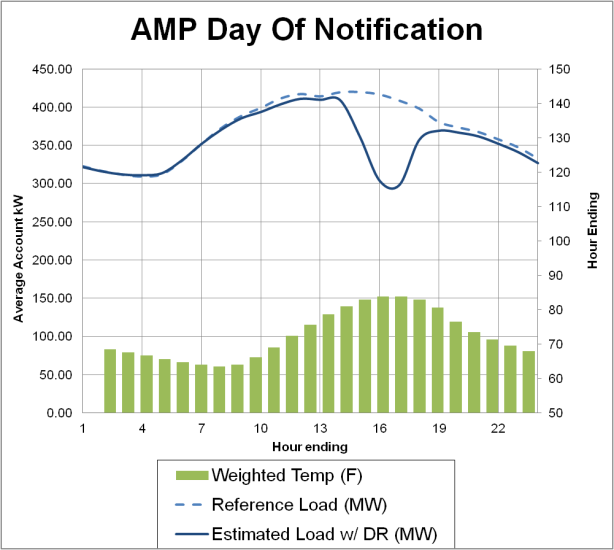 AMP Day Of Notification
450.00
400.00
350.00
300.00
250.00
200.00
150.00
100.00
50.00
0.00
Average Account kW
150
140
130
120
110
100
90
80
70
60
50
Hour Ending
1 4 7 10 13 16 19 22
Hour ending
Weighted Temp (F)
Reference Load (MW)
Estimated Load w/ DR (MW)